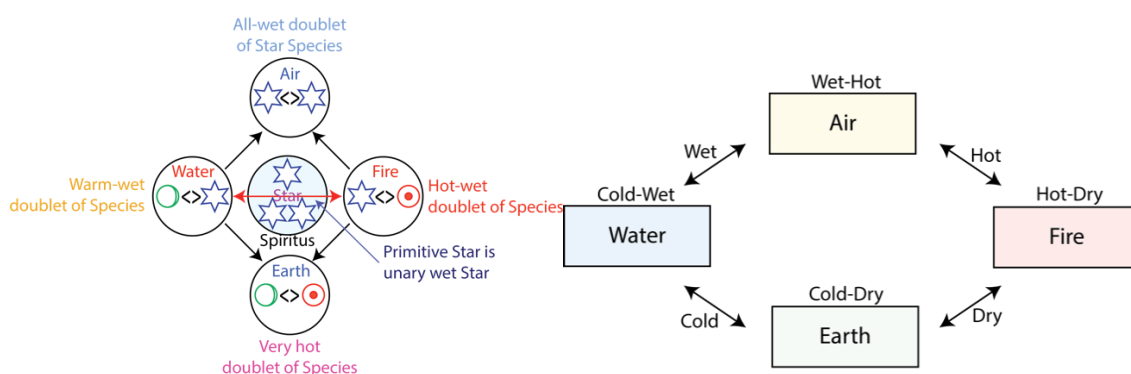 All-wet doublet
of Star Species
Air
<>
Water
<>
Warm-wet
doublet of Species
Star
Spiritus
Fire
<>
Hot-wet
doublet of Species
Primitive Star is
unary wet Star
Earth
<>
Very hot
doublet of Species
Wet-Hot
Air
Wet
Hot
Cold-Wet
Water
Hot-Dry
Fire
Cold-Dry
Earth
Cold
Dry